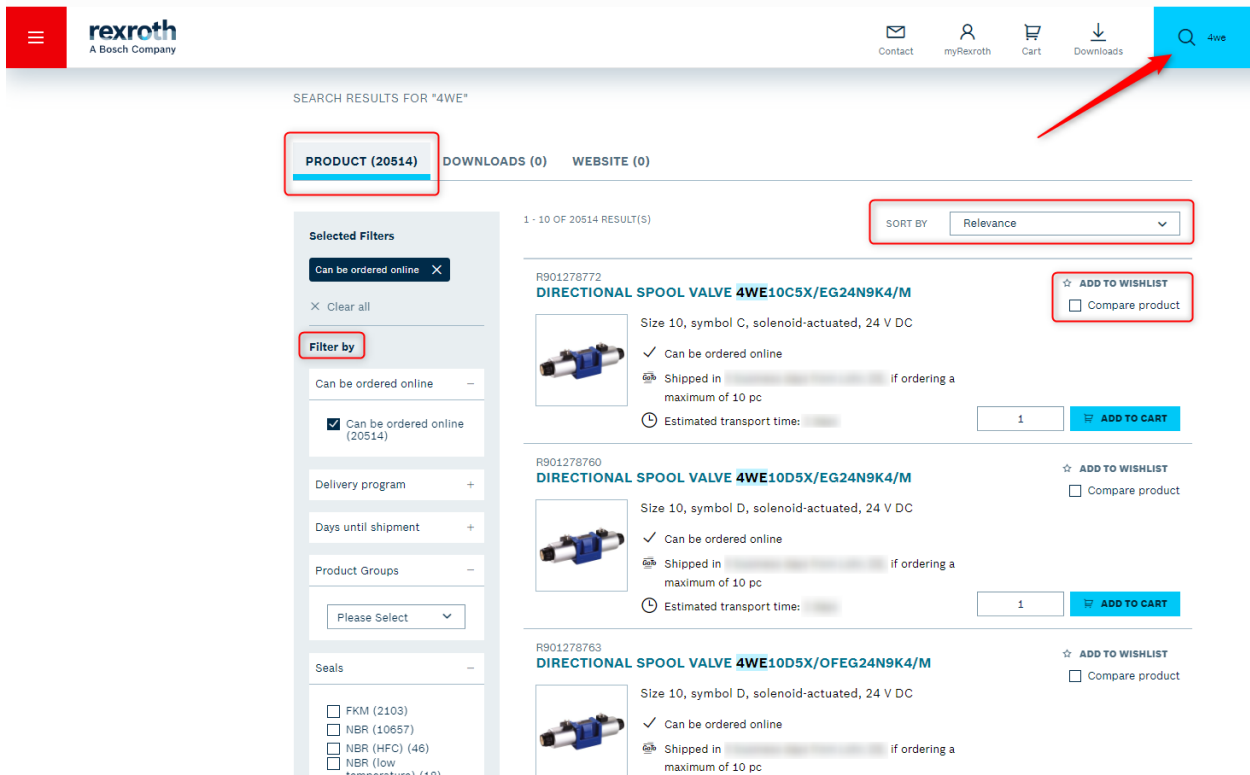 rexroth
A Bosch Company
Contact
myRexroth
Cart
Downloads
4we
SEARCH RESULTS FOR "4WE"
PRODUCT (20514)
DOWNLOADS (0)
WEBSITE (0)
Selected Filters
Can be ordered online
Clear all
Filter by
Can be ordered online
Can be ordered online
(20514)
Delivery program
Days until shipment
Product Groups
Please Select
Seals
FKM (2103)
NBR (10657)
NBR (HFC) (46)
NBR (low
temperature) (18)
1 - 10 OF 20514 RESULT(S)
SORT BY
Relevance
R901278772
DIRECTIONAL SPOOL VALVE 4WE10C5X/EG24N9K4/M
ADD TO WISHLIST
Compare product
Size 10, symbol C, solenoid-actuated, 24 V DC
Can be ordered online
GoTo Shipped in if ordering a
maximum of 10 pc
Estimated transport time:
1
ADD TO CART
R901278760
DIRECTIONAL SPOOL VALVE 4WE10D5X/EG24N9K4/M
ADD TO WISHLIST
Compare product
Size 10, symbol D, solenoid-actuated, 24 V DC
Can be ordered online
GoTo Shipped in if ordering a
maximum of 10 pc
Estimated transport time:
1
ADD TO CART
R901278763
DIRECTIONAL SPOOL VALVE 4WE10D5X/OFEG24N9K4/M
ADD TO WISHLIST
Compare product
Size 10, symbol D, solenoid-actuated, 24 V DC
Can be ordered online
GoTo Shipped in if ordering a
maximum of 10 pc